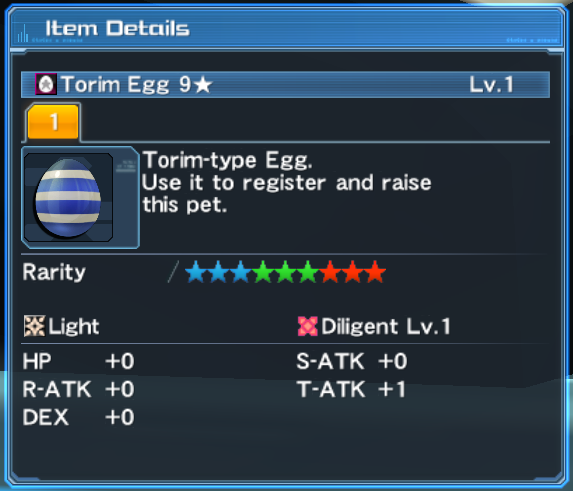 Item Details
Torim Egg 9★ Lv.1
1
Torim-type Egg.
Use it to register and raise
this pet.
Rarity / ★★★★★★★★★
Light Diligent Lv.1
HP +0 S-ATK +0
R-ATK +0 T-ATK +1
DEX +0